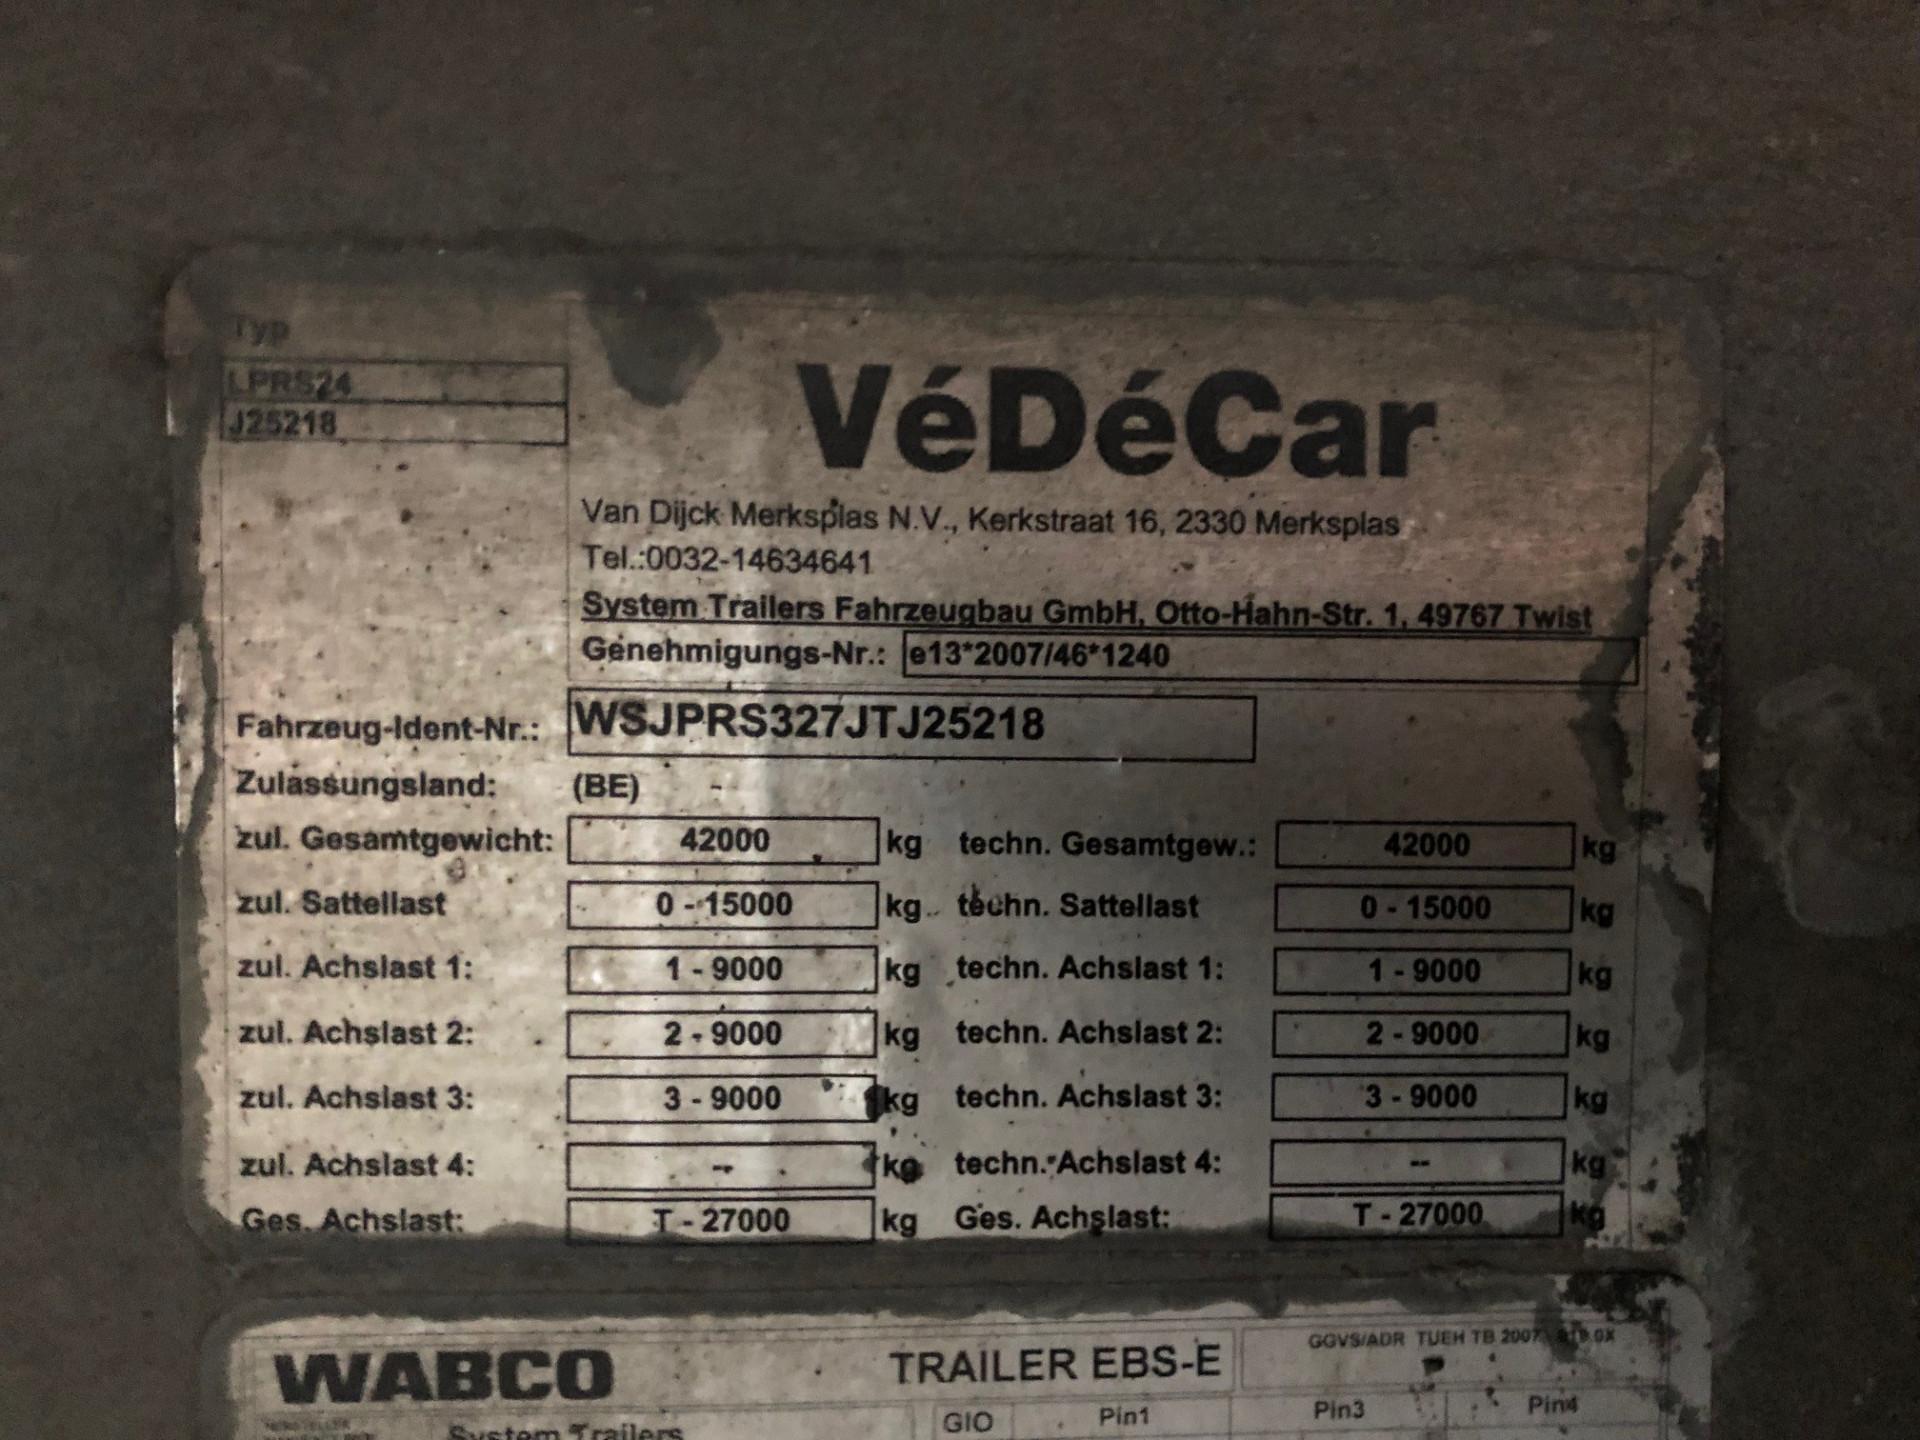 Typ
LPRS24
J25218
VéDéCar
Van Dijck Merksplas N.V., Kerkstraat 16, 2330 Merksplas
Tel.:0032-14634641
System Trailers Fahrzeugbau GmbH, Otto-Hahn-Str. 1, 49767 Twist
Genehmigungs-Nr.: e13*2007/46*1240
Fahrzeug-Ident-Nr.: WSJPRS327JTJ25218
Zulassungsland: (BE) -
zul. Gesamtgewicht: 42000 kg techn. Gesamtgew.: 42000 kg
zul. Sattellast 0 - 15000 kg techn. Sattellast 0 - 15000 kg
zul. Achslast 1: 1 - 9000 kg techn. Achslast 1: 1 - 9000 kg
zul. Achslast 2: 2 - 9000 kg techn. Achslast 2: 2 - 9000 kg
zul. Achslast 3: 3 - 9000 kg techn. Achslast 3: 3 - 9000 kg
zul. Achslast 4: -- kg techn. Achslast 4: -- kg
Ges. Achslast: T - 27000 kg Ges. Achslast: T - 27000 kg
WABCO TRAILER EBS-E GGVS/ADR TUEH TB 2007
System Trailers GIO Pin1 Pin3 Pin4